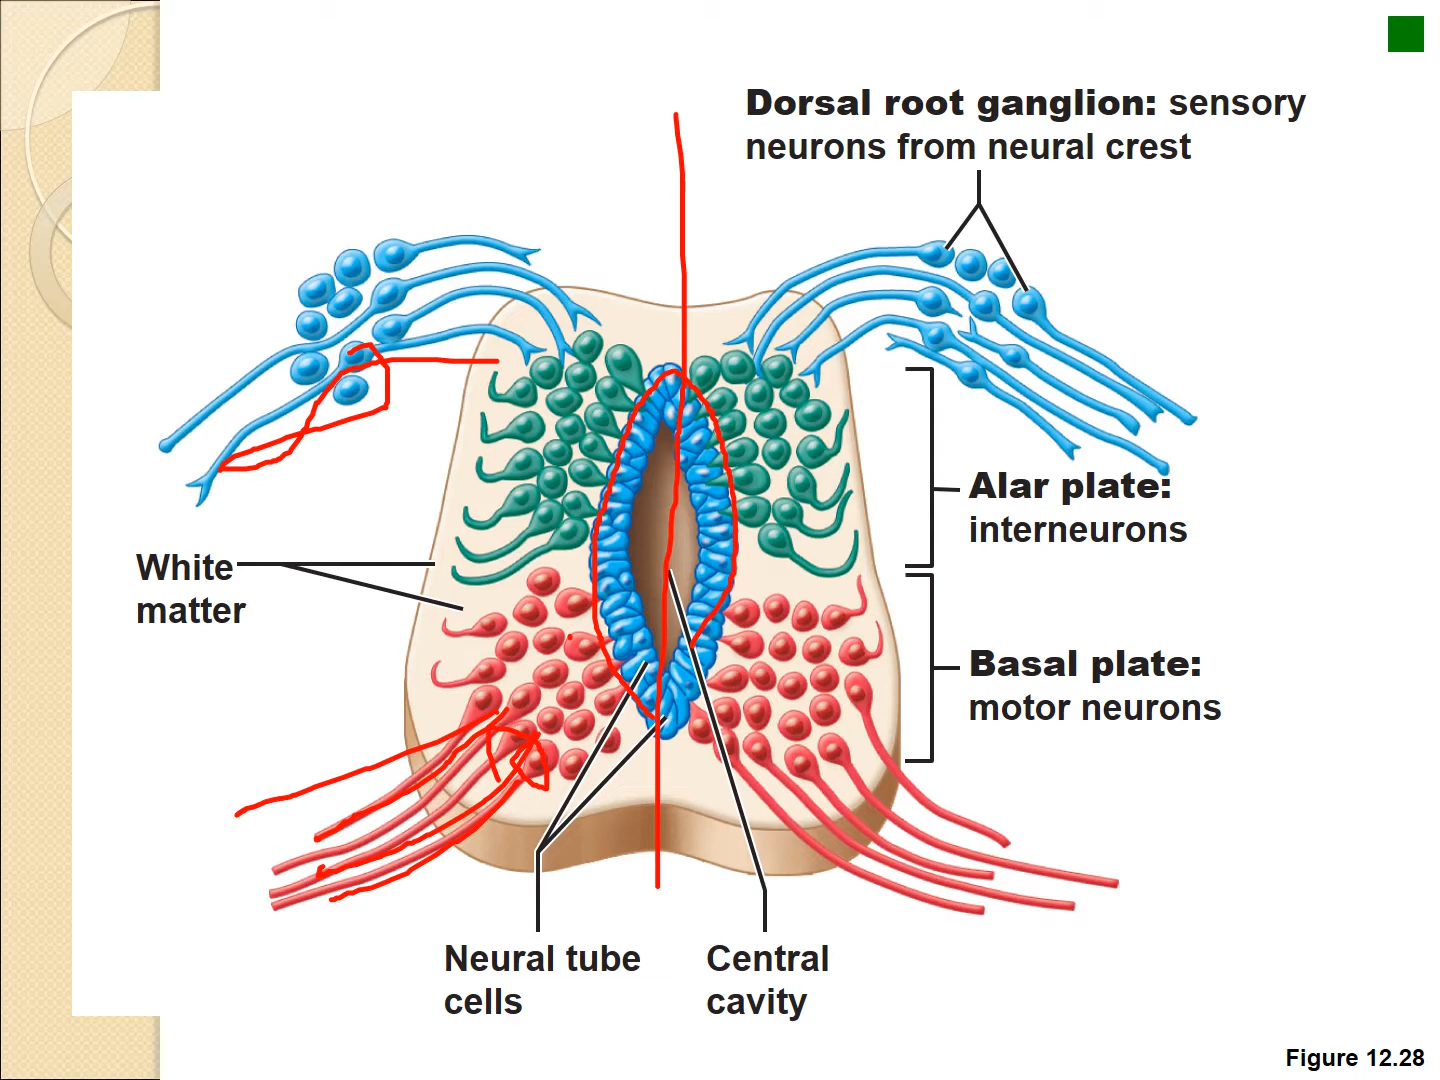 Dorsal root ganglion: sensory
neurons from neural crest
Alar plate:
interneurons
White
matter
Basal plate:
motor neurons
Neural tube
cells
Central
cavity
Figure 12.28